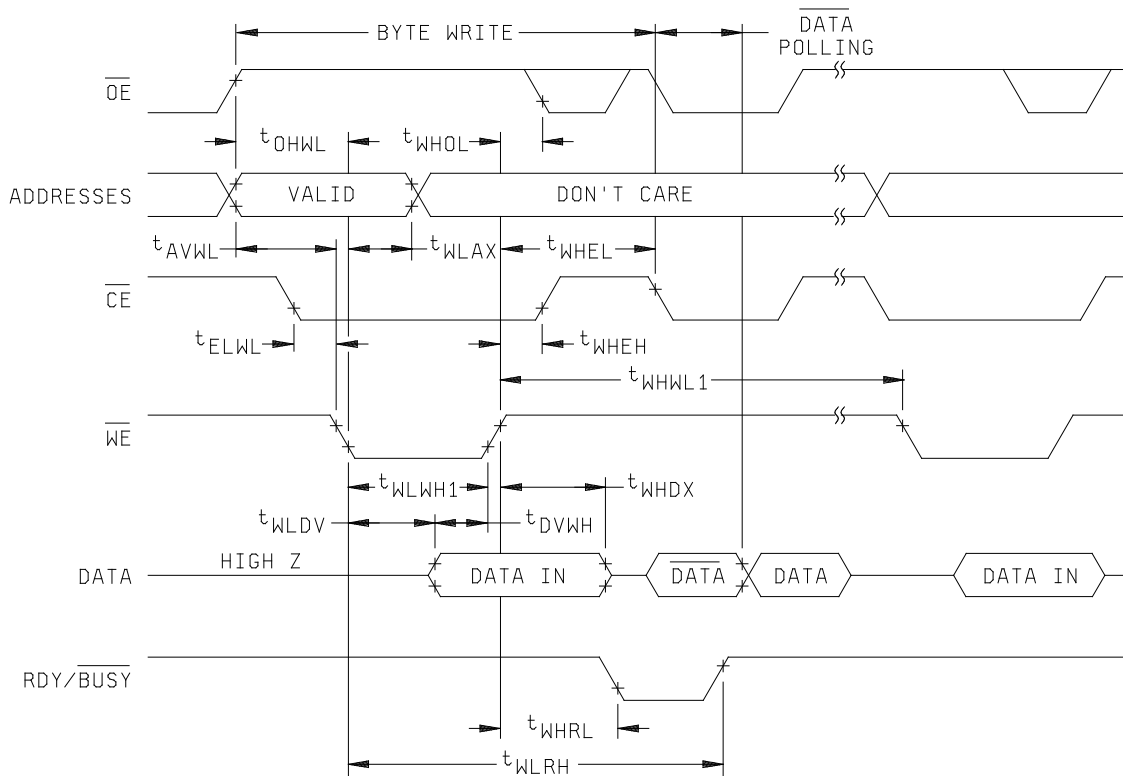 BYTE WRITE
DATA
POLLING
OE
tOHWL
tWHOL
ADDRESSES
VALID
DON'T CARE
tAVWL
tWLAX
tWHEL
CE
tELWL
tWHEH
tWHWL1
WE
tWLWH1
tWHDX
tWLDV
tDVWH
DATA
HIGH Z
DATA IN
DATA
DATA
DATA IN
RDY/BUSY
tWHRL
tWLRH